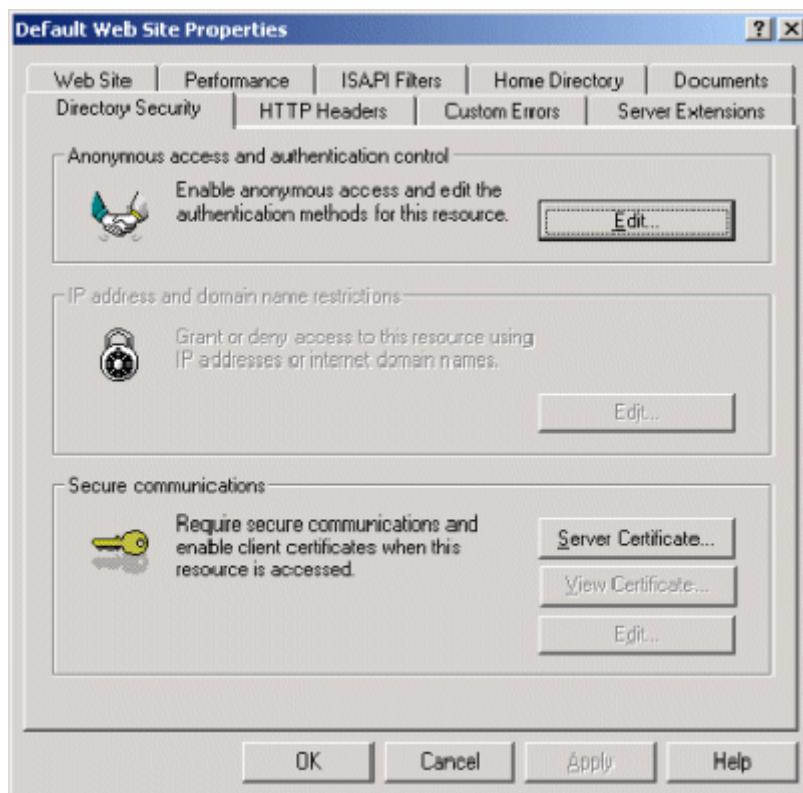 Default Web Site Properties
Web Site
Performance
ISAPI Filters
Home Directory
Documents
Directory Security
HTTP Headers
Custom Errors
Server Extensions
Anonymous access and authentication control
Enable anonymous access and edit the
authentication methods for this resource.
Edit...
IP address and domain name restrictions
Grant or deny access to this resource using
IP addresses or internet domain names.
Edit...
Secure communications
Require secure communications and
enable client certificates when this
resource is accessed.
Server Certificate...
View Certificate...
Edit...
OK
Cancel
Apply
Help